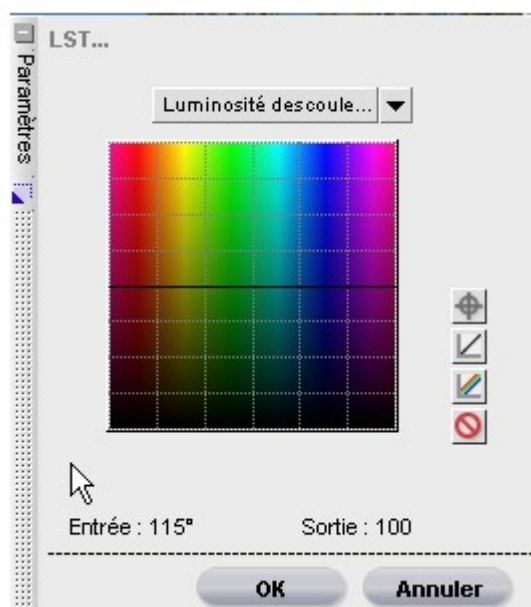 LST...
Paramètres
Luminosité descoule...
Entrée : 115°
Sortie : 100
OK
Annuler